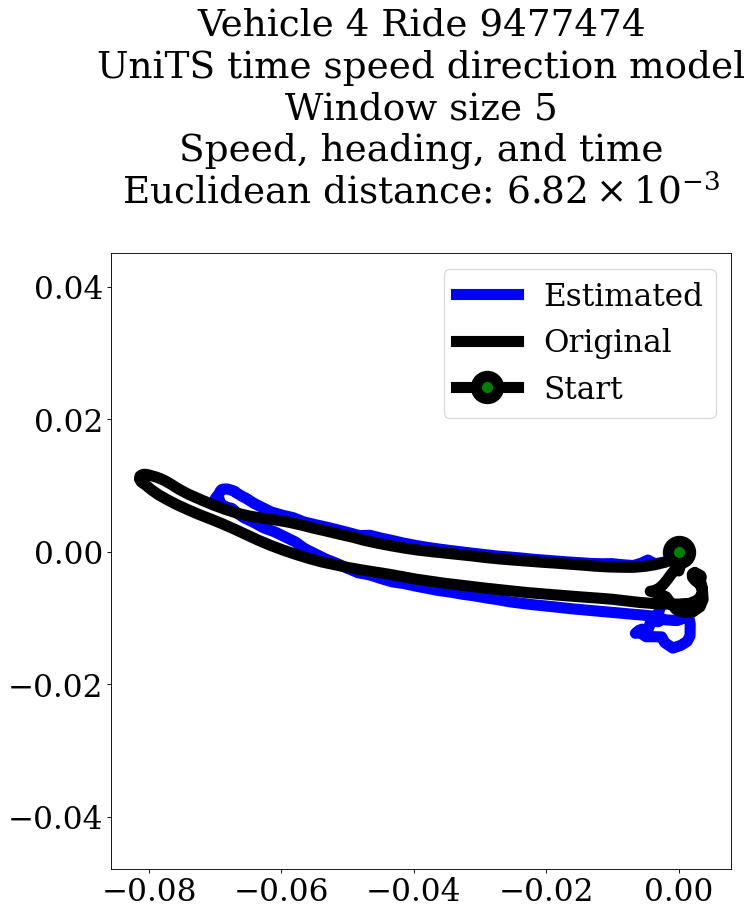 Vehicle 4 Ride 9477474
UniTS time speed direction model
Window size 5
Speed, heading, and time
Euclidean distance: 6.82 × 10⁻³
Estimated
Original
Start
0.04
0.02
0.00
−0.02
−0.04
−0.08 −0.06 −0.04 −0.02 0.00